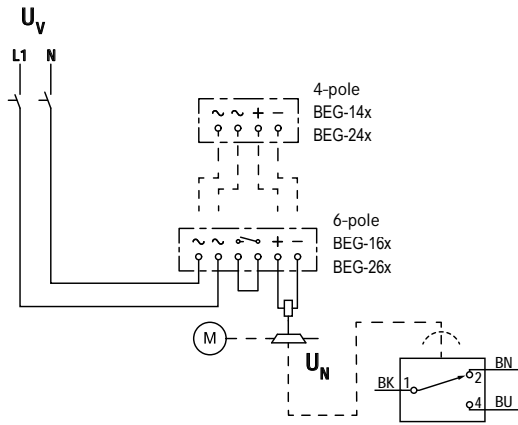 U_V
L1 N
4-pole
BEG-14x
BEG-24x
~ ~ + −
6-pole
BEG-16x
BEG-26x
~ ~ + −
M
U_N
BK 1
2 BN
4 BU